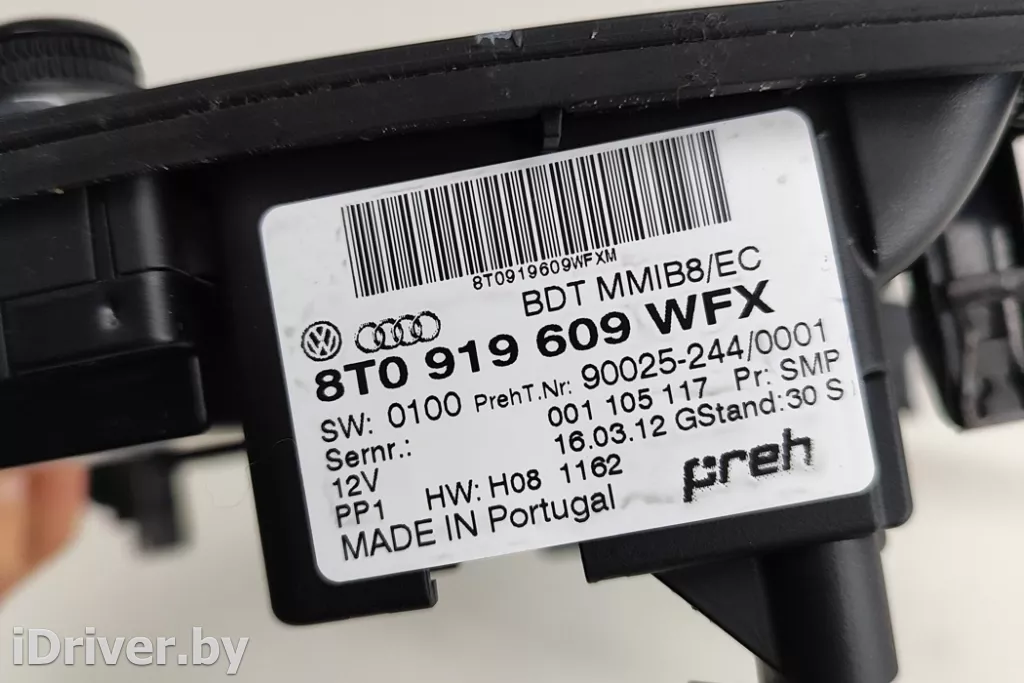 8T0919609WFXM
BDT MMIB8/EC
8T0 919 609 WFX
SW: 0100 PrehT.Nr: 90025-244/0001
Sernr.: 001 105 117 Pr: SMP
12V 16.03.12 GStand:30 S
PP1 HW: H08 1162
preh
MADE IN Portugal
iDriver.by